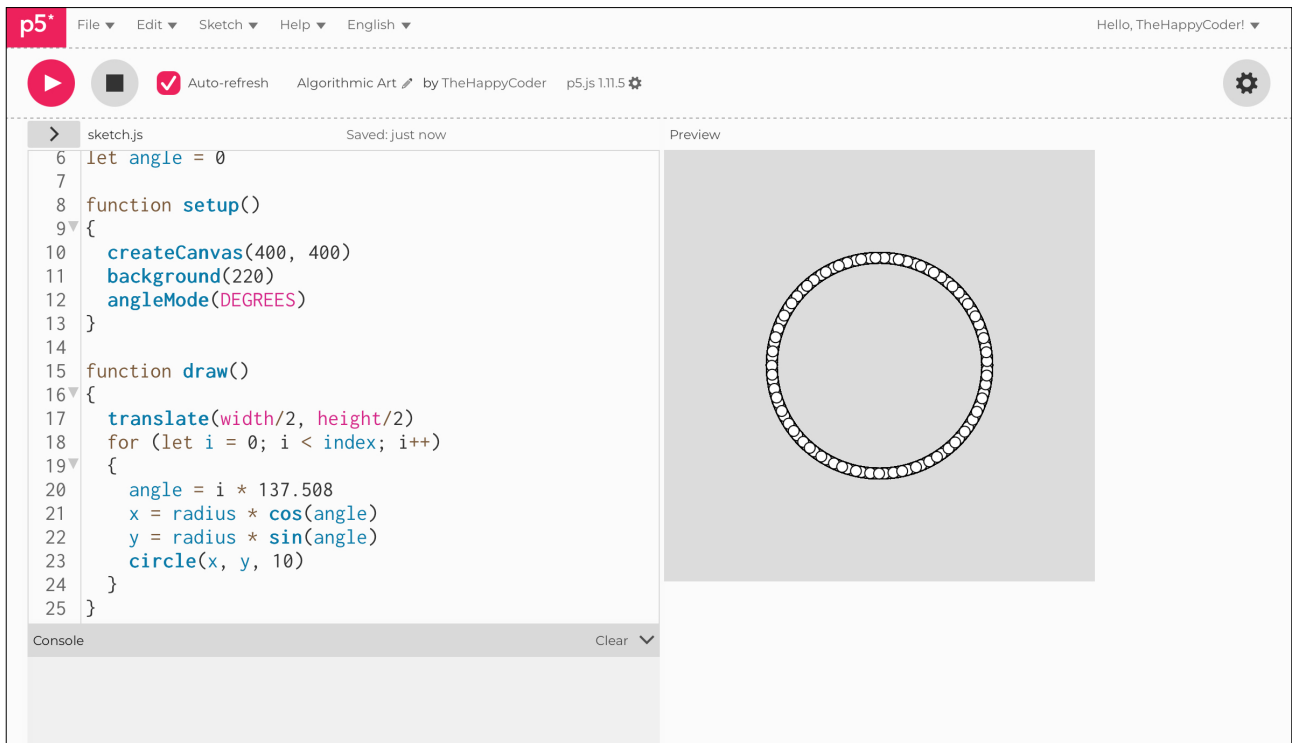 p5* File Edit Sketch Help English Hello, TheHappyCoder!
Auto-refresh Algorithmic Art by TheHappyCoder p5.js 1.11.5
sketch.js Saved: just now Preview
6 let angle = 0
7
8 function setup()
9 {
10 createCanvas(400, 400)
11 background(220)
12 angleMode(DEGREES)
13 }
14
15 function draw()
16 {
17 translate(width/2, height/2)
18 for (let i = 0; i < index; i++)
19 {
20 angle = i * 137.508
21 x = radius * cos(angle)
22 y = radius * sin(angle)
23 circle(x, y, 10)
24 }
25 }
Console Clear